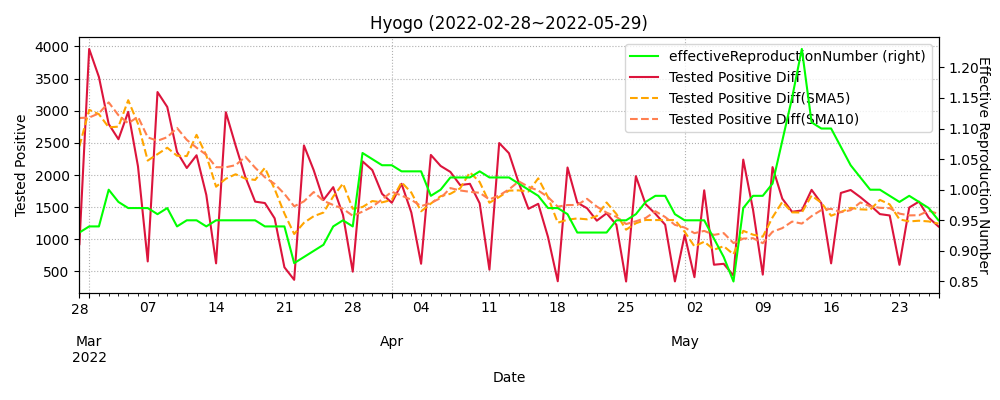 Hyogo (2022-02-28~2022-05-29)
effectiveReproductionNumber (right)
Tested Positive Diff
Tested Positive Diff(SMA5)
Tested Positive Diff(SMA10)
Tested Positive
4000
3500
3000
2500
2000
1500
1000
500
Effective Reproduction Number
1.20
1.15
1.10
1.05
1.00
0.95
0.90
0.85
28 07 14 21 28 04 11 18 25 02 09 16 23
Mar Apr May
2022
Date